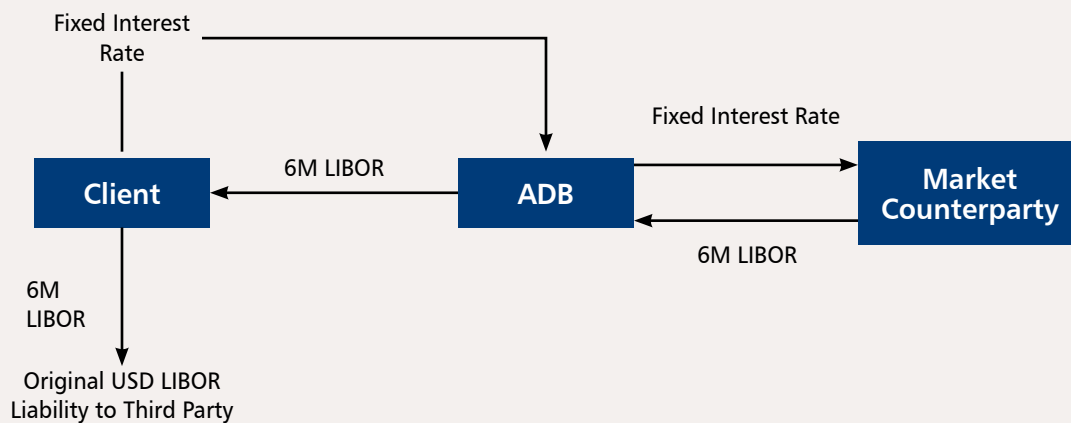 Fixed Interest
Rate
Fixed Interest Rate
6M LIBOR
Client
ADB
Market
Counterparty
6M LIBOR
6M
LIBOR
Original USD LIBOR
Liability to Third Party